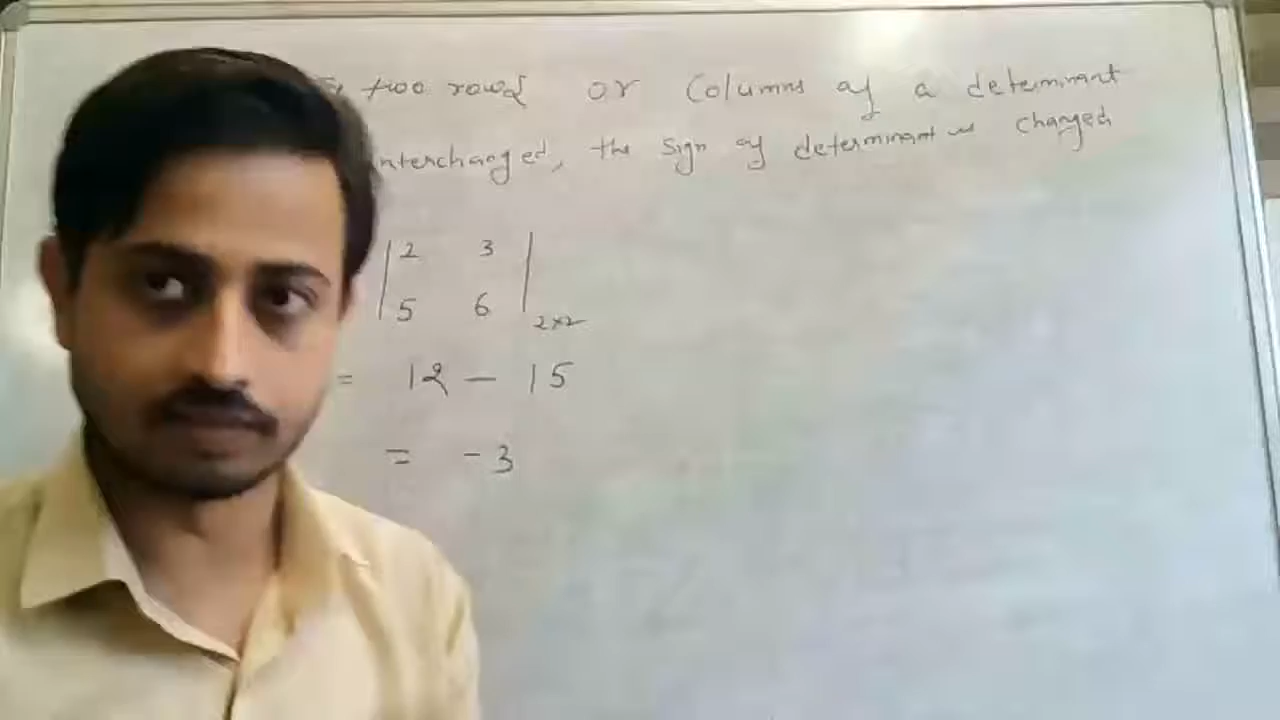 two rows or columns of a determinant
interchanged, the sign of determinant is changed
| 2 3 |
| 5 6 | 2×2
= 12 - 15
= -3